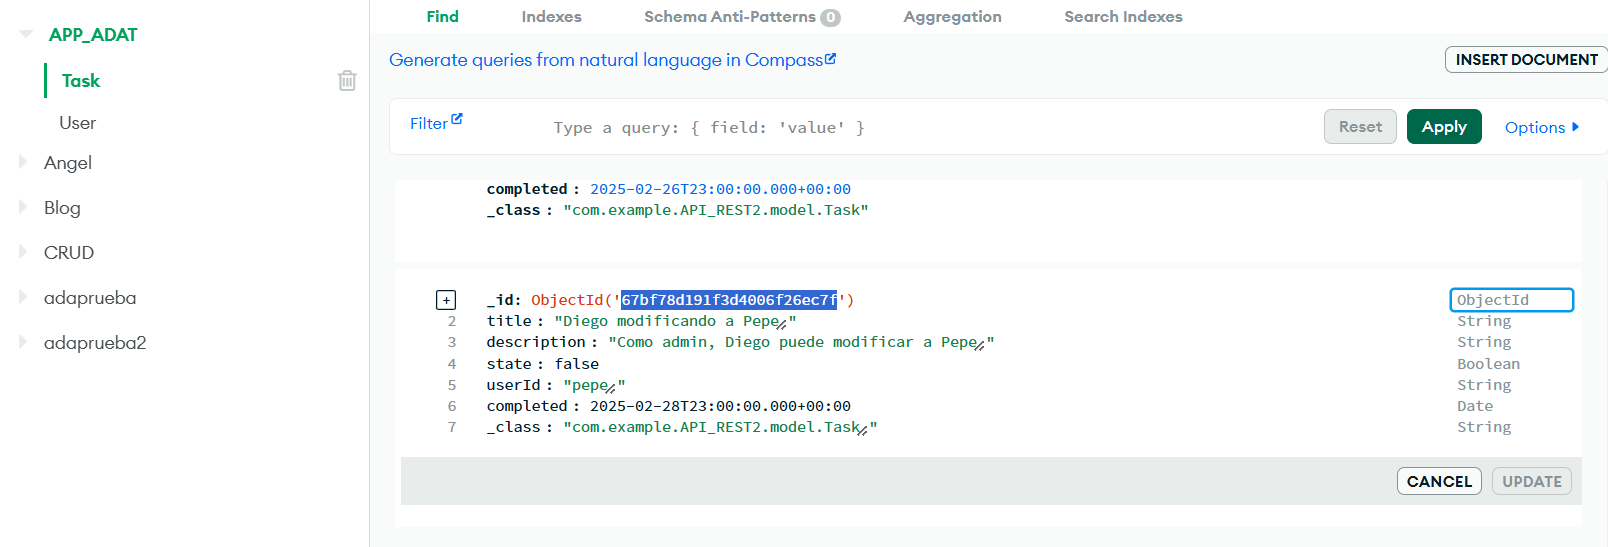 APP_ADAT
Task
User
Angel
Blog
CRUD
adaprueba
adaprueba2
Find Indexes Schema Anti-Patterns 0 Aggregation Search Indexes
Generate queries from natural language in Compass
INSERT DOCUMENT
Filter Type a query: { field: 'value' } Reset Apply Options
completed : 2025-02-26T23:00:00.000+00:00
_class : "com.example.API_REST2.model.Task"
+ _id: ObjectId('67bf78d191f3d4006f26ec7f') ObjectId
2 title : "Diego modificando a Pepe" String
3 description : "Como admin, Diego puede modificar a Pepe" String
4 state : false Boolean
5 userId : "pepe" String
6 completed : 2025-02-28T23:00:00.000+00:00 Date
7 _class : "com.example.API_REST2.model.Task" String
CANCEL UPDATE